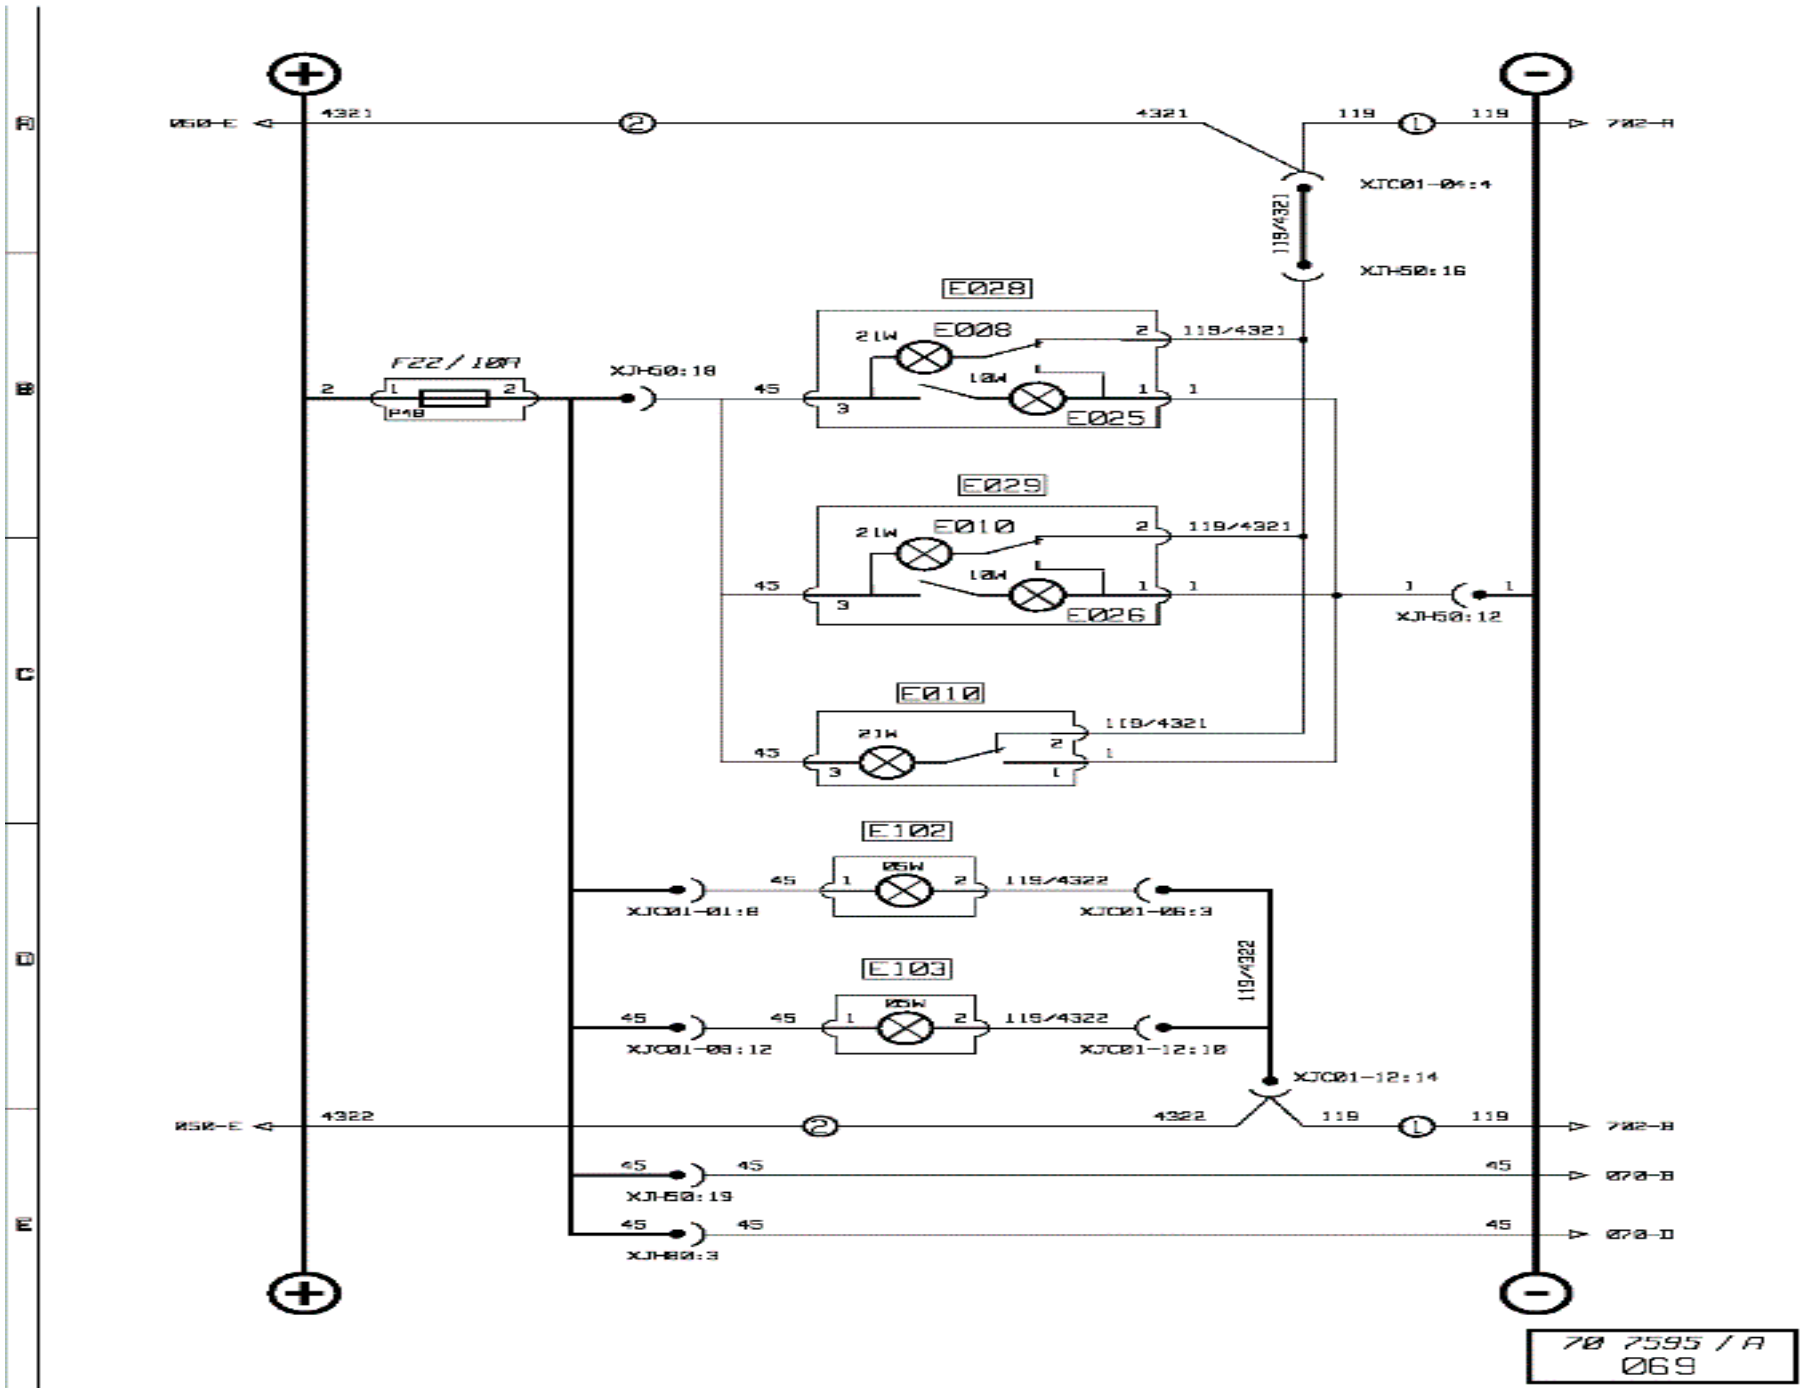 + -
A 050-E 4321 2 4321 119 1 119 702-A
XJC01-04:4
119/4321
XJH50:16
E028
21W E008 2 119/4321
F22/10A
XJH50:18
B 2 1 2 45 10W 1 1
P4B 3 E025
E029
21W E010 2 119/4321
45 10W 1 1 1 1
3 E026 XJH50:12
C
E010
21W 119/4321
45 2 1
3 1
E102
05W
45 1 2 119/4322
XJC01-01:8 XJC01-06:3
D 119/4322
E103
05W
45 45 1 2 119/4322
XJC01-09:12 XJC01-12:10
XJC01-12:14
050-E 4322 2 4322 119 1 119 702-B
45 45 45 070-B
XJH50:19
E 45 45 45 070-D
XJH80:3
+ -
70 7595 / A
069